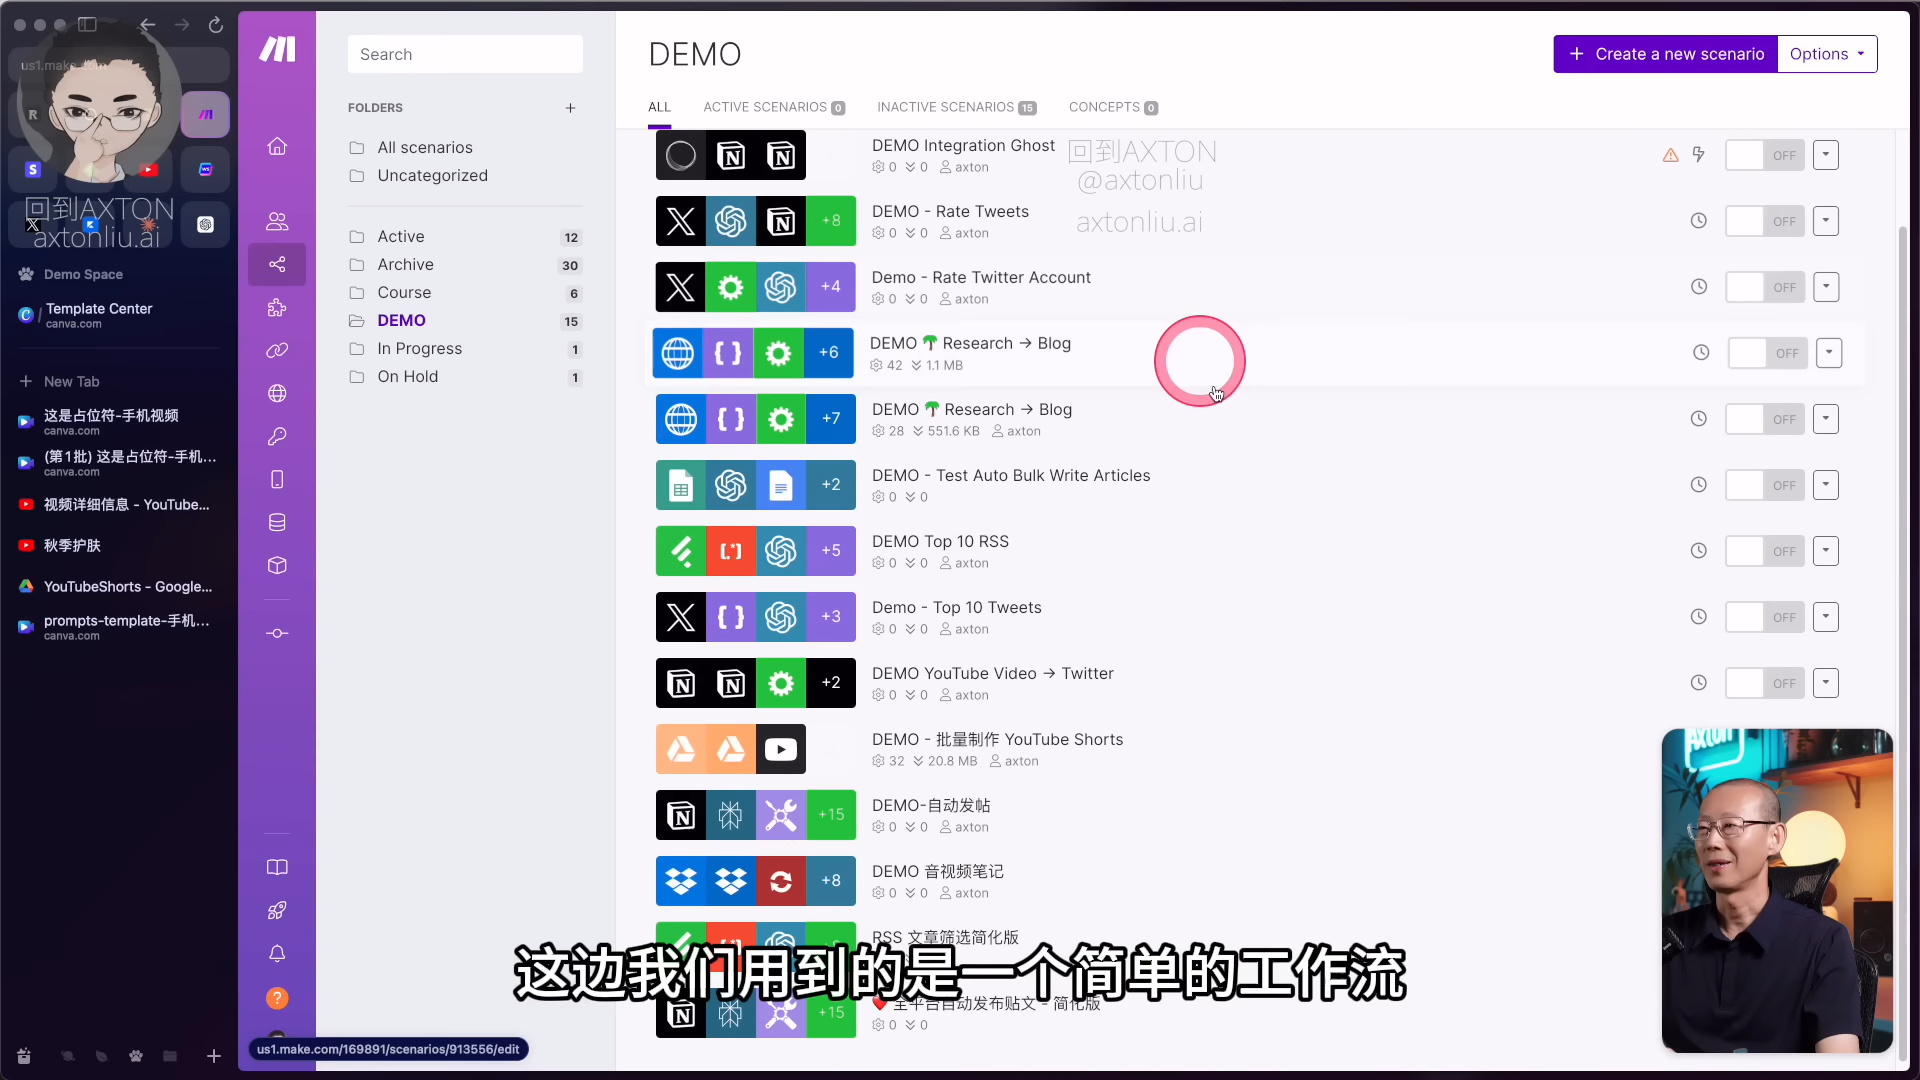 us1.make.com
回到AXTON
axtonliu.ai
Demo Space
Template Center
canva.com
New Tab
这是占位符-手机视频
canva.com
(第1批) 这是占位符-手机...
canva.com
视频详细信息 - YouTube...
秋季护肤
YouTubeShorts - Google...
prompts-template-手机...
canva.com
Search
FOLDERS
All scenarios
Uncategorized
Active 12
Archive 30
Course 6
DEMO 15
In Progress 1
On Hold 1
DEMO
Create a new scenario
Options
ALL
ACTIVE SCENARIOS 0
INACTIVE SCENARIOS 15
CONCEPTS 0
DEMO Integration Ghost
0 0 axton
OFF
回到AXTON
@axtonliu
axtonliu.ai
+8
DEMO - Rate Tweets
0 0 axton
OFF
+4
Demo - Rate Twitter Account
0 0 axton
OFF
+6
DEMO 🌴 Research → Blog
42 1.1 MB
OFF
+7
DEMO 🌴 Research → Blog
28 551.6 KB axton
OFF
+2
DEMO - Test Auto Bulk Write Articles
0 0
OFF
+5
DEMO Top 10 RSS
0 0 axton
OFF
+3
Demo - Top 10 Tweets
0 0 axton
OFF
+2
DEMO YouTube Video → Twitter
0 0 axton
OFF
DEMO - 批量制作 YouTube Shorts
32 20.8 MB axton
+15
DEMO-自动发帖
0 0 axton
+8
DEMO 音视频笔记
0 0 axton
RSS 文章筛选简化版
这边我们用到的是一个简单的工作流
+15
全平台自动发布贴文 - 简化版
0 0
us1.make.com/169891/scenarios/913556/edit